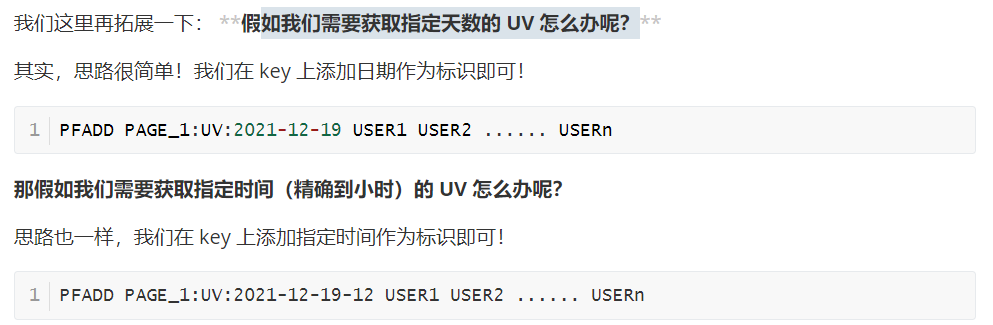 我们这里再拓展一下： **假如我们需要获取指定天数的 UV 怎么办呢？**
其实，思路很简单！我们在 key 上添加日期作为标识即可！
1 PFADD PAGE_1:UV:2021-12-19 USER1 USER2 ...... USERn
那假如我们需要获取指定时间（精确到小时）的 UV 怎么办呢？
思路也一样，我们在 key 上添加指定时间作为标识即可！
1 PFADD PAGE_1:UV:2021-12-19-12 USER1 USER2 ...... USERn